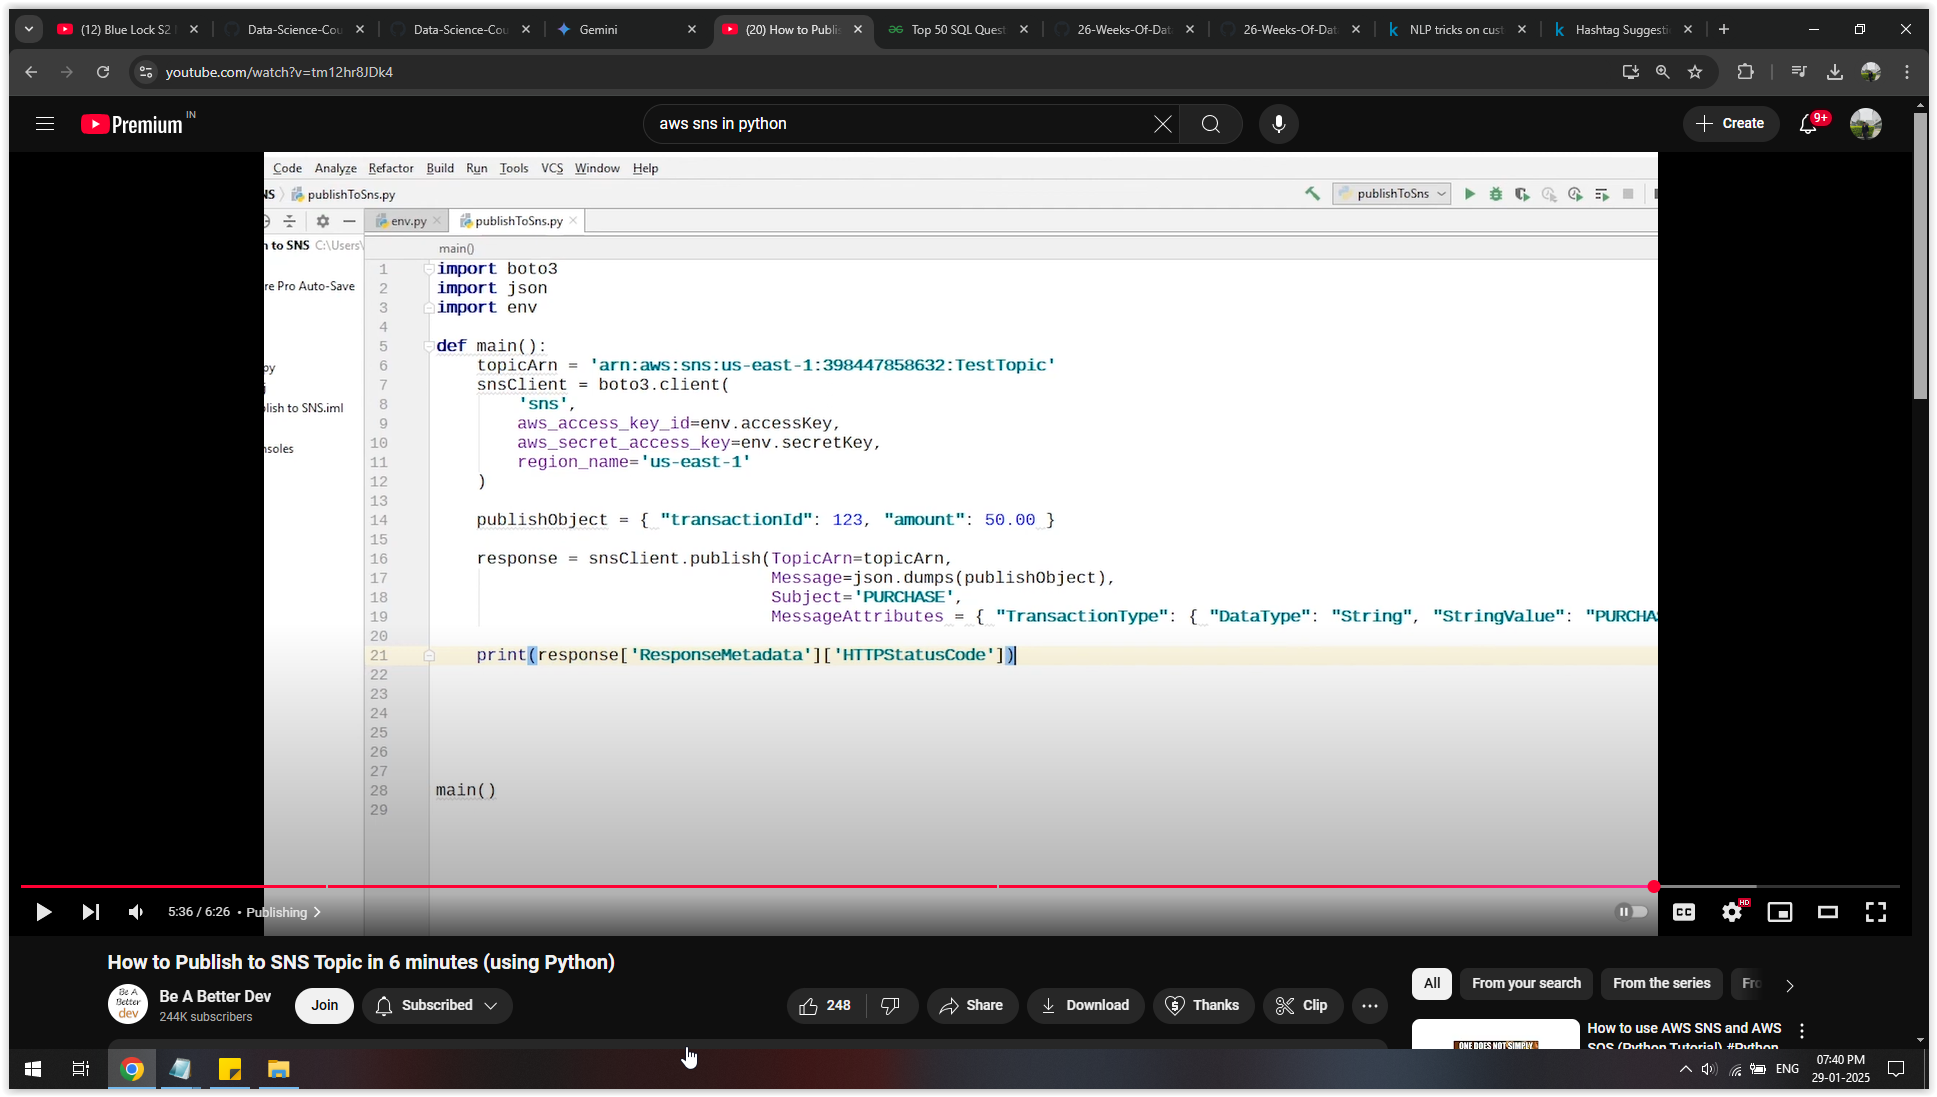 (12) Blue Lock S2
Data-Science-Cou
Data-Science-Cou
Gemini
(20) How to Publis
Top 50 SQL Quest
26-Weeks-Of-Dat
26-Weeks-Of-Dat
NLP tricks on cust
Hashtag Suggesti
youtube.com/watch?v=tm12hr8JDk4
Premium IN
aws sns in python
Create
9+
Code Analyze Refactor Build Run Tools VCS Window Help
NS publishToSns.py
publishToSns
env.py publishToSns.py
n to SNS C:\Users\
main()
re Pro Auto-Save
py
lish to SNS.iml
nsoles
1 import boto3
2 import json
3 import env
4
5 def main():
6 topicArn = 'arn:aws:sns:us-east-1:398447858632:TestTopic'
7 snsClient = boto3.client(
8 'sns',
9 aws_access_key_id=env.accessKey,
10 aws_secret_access_key=env.secretKey,
11 region_name='us-east-1'
12 )
13
14 publishObject = { "transactionId": 123, "amount": 50.00 }
15
16 response = snsClient.publish(TopicArn=topicArn,
17 Message=json.dumps(publishObject),
18 Subject='PURCHASE',
19 MessageAttributes = { "TransactionType": { "DataType": "String", "StringValue": "PURCHAS
20
21 print(response['ResponseMetadata']['HTTPStatusCode'])
22
23
24
25
26
27
28 main()
29
5:36 / 6:26 • Publishing
CC
HD
How to Publish to SNS Topic in 6 minutes (using Python)
Be A Better dev
Be A Better Dev
244K subscribers
Join
Subscribed
248
Share
Download
Thanks
Clip
All
From your search
From the series
Fro
ONE DOES NOT SIMPLY
How to use AWS SNS and AWS
SQS (Python Tutorial) #Python
ENG
07:40 PM
29-01-2025